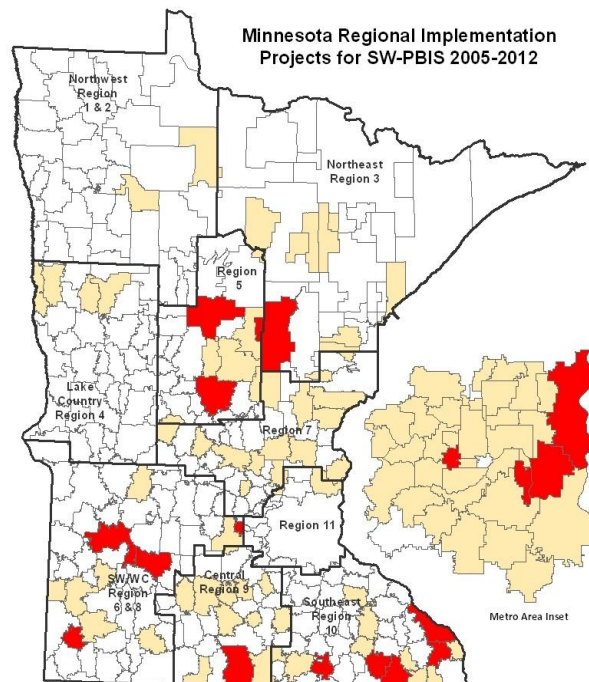 Minnesota Regional Implementation
Projects for SW-PBIS 2005-2012
Northwest
Region
1 & 2
Northeast
Region 3
Region
5
Lake
Country
Region 4
Region 7
Region 11
SW/WC
Region
6 & 8
Central
Region 9
Southeast
Region
10
Metro Area Inset